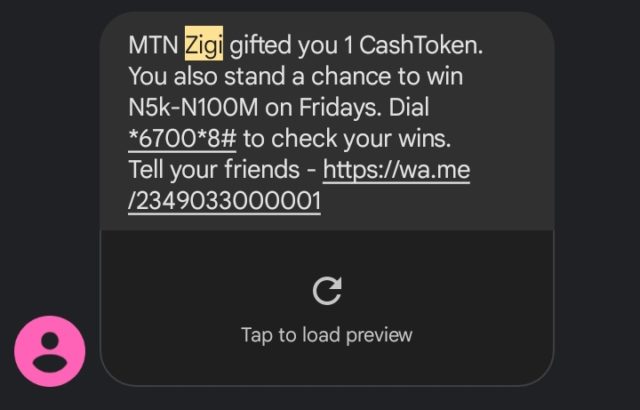 MTN Zigi gifted you 1 CashToken.
You also stand a chance to win
N5k-N100M on Fridays. Dial
*6700*8# to check your wins.
Tell your friends - https://wa.me
/2349033000001
Tap to load preview